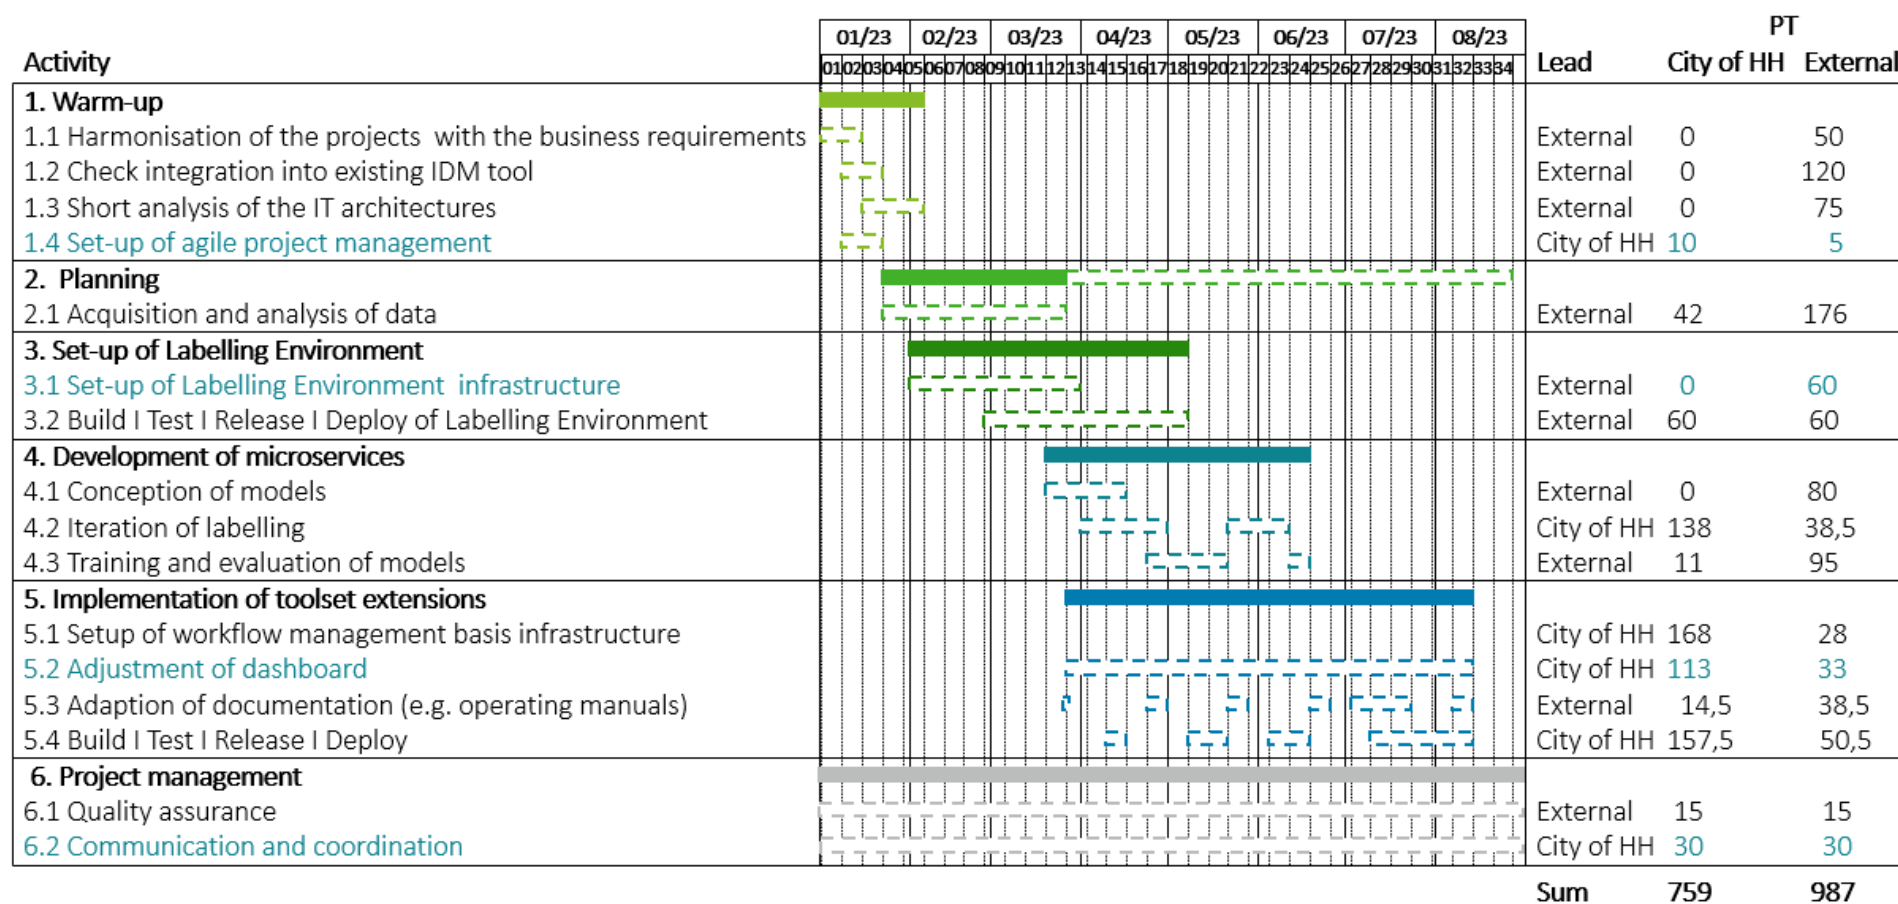 PT
01/23 02/23 03/23 04/23 05/23 06/23 07/23 08/23
Activity 01 02 03 04 05 06 07 08 09 10 11 12 13 14 15 16 17 18 19 20 21 22 23 24 25 26 27 28 29 30 31 32 33 34 Lead City of HH External
1. Warm-up
1.1 Harmonisation of the projects with the business requirements External 0 50
1.2 Check integration into existing IDM tool External 0 120
1.3 Short analysis of the IT architectures External 0 75
1.4 Set-up of agile project management City of HH 10 5
2. Planning
2.1 Acquisition and analysis of data External 42 176
3. Set-up of Labelling Environment
3.1 Set-up of Labelling Environment infrastructure External 0 60
3.2 Build I Test I Release I Deploy of Labelling Environment External 60 60
4. Development of microservices
4.1 Conception of models External 0 80
4.2 Iteration of labelling City of HH 138 38,5
4.3 Training and evaluation of models External 11 95
5. Implementation of toolset extensions
5.1 Setup of workflow management basis infrastructure City of HH 168 28
5.2 Adjustment of dashboard City of HH 113 33
5.3 Adaption of documentation (e.g. operating manuals) External 14,5 38,5
5.4 Build I Test I Release I Deploy City of HH 157,5 50,5
6. Project management
6.1 Quality assurance External 15 15
6.2 Communication and coordination City of HH 30 30
Sum 759 987